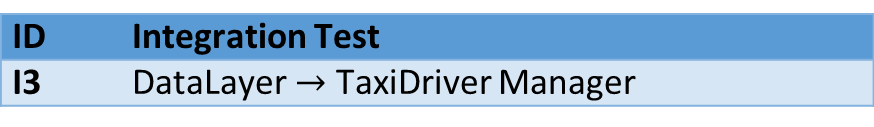 ID Integration Test
I3 DataLayer → TaxiDriver Manager